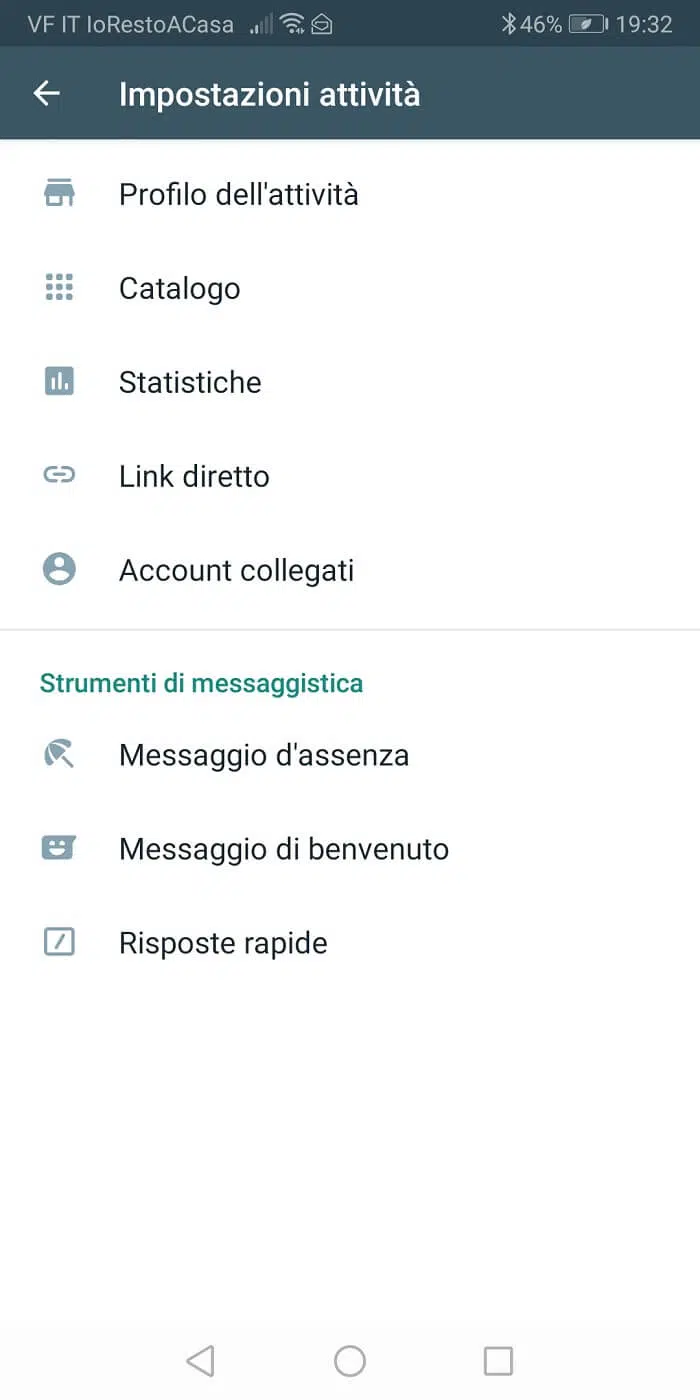 VF IT IoRestoACasa 46% 19:32
Impostazioni attività
Profilo dell'attività
Catalogo
Statistiche
Link diretto
Account collegati
Strumenti di messaggistica
Messaggio d'assenza
Messaggio di benvenuto
Risposte rapide